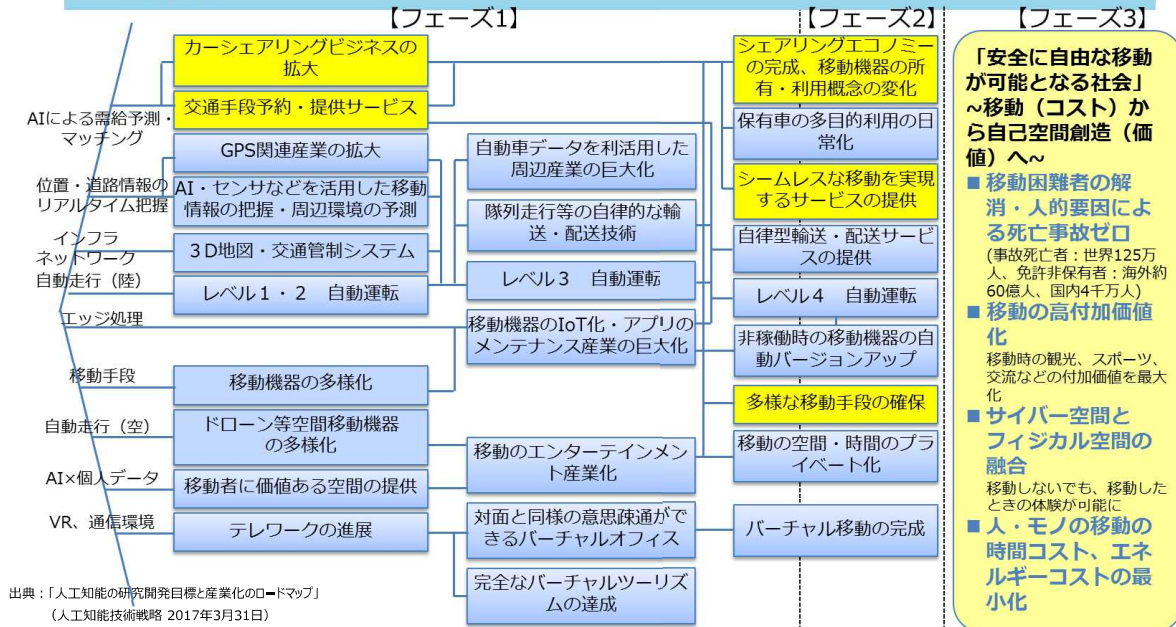 【フェーズ1】
【フェーズ2】
【フェーズ3】
AIによる需給予測・
マッチング
位置・道路情報の
リアルタイム把握
インフラ
ネットワーク
自動走行（陸）
エッジ処理
移動手段
自動走行（空）
AI×個人データ
VR、通信環境
カーシェアリングビジネスの
拡大
交通手段予約・提供サービス
GPS関連産業の拡大
AI・センサなどを活用した移動
情報の把握・周辺環境の予測
３D地図・交通管制システム
レベル１・２　自動運転
移動機器の多様化
ドローン等空間移動機器
の多様化
移動者に価値ある空間の提供
テレワークの進展
自動車データを利活用した
周辺産業の巨大化
隊列走行等の自律的な輸
送・配送技術
レベル３　自動運転
移動機器のIoT化・アプリの
メンテナンス産業の巨大化
移動のエンターテインメン
ト産業化
対面と同様の意思疎通がで
きるバーチャルオフィス
完全なバーチャルツーリズ
ムの達成
シェアリングエコノミー
の完成、移動機器の所
有・利用概念の変化
保有車の多目的利用の日
常化
シームレスな移動を実現
するサービスの提供
自律型輸送・配送サービ
スの提供
レベル４　自動運転
非稼働時の移動機器の自
動バージョンアップ
多様な移動手段の確保
移動の空間・時間のプラ
イベート化
バーチャル移動の完成
「安全に自由な移動
が可能となる社会」
~移動（コスト）か
ら自己空間創造（価
値）へ~
■ 移動困難者の解
消・人的要因によ
る死亡事故ゼロ
(事故死亡者：世界125万
人、免許非保有者：海外約
60億人、国内4千万人)
■ 移動の高付加価値
化
移動時の観光、スポーツ、
交流などの付加価値を最大
化
■ サイバー空間と
フィジカル空間の
融合
移動しないでも、移動した
ときの体験が可能に
■ 人・モノの移動の
時間コスト、エネ
ルギーコストの最
小化
出典：「人工知能の研究開発目標と産業化のロードマップ」
（人工知能技術戦略 2017年3月31日）